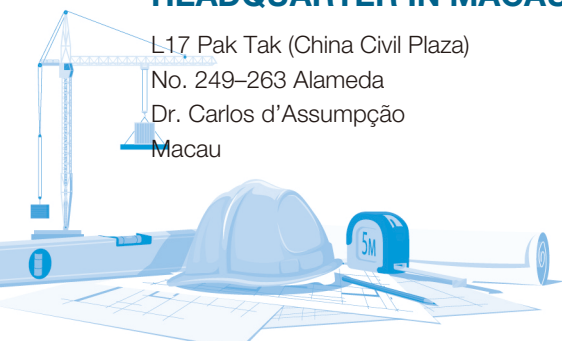 HEADQUARTER IN MACAU
L17 Pak Tak (China Civil Plaza)
No. 249–263 Alameda
Dr. Carlos d’Assumpção
Macau
5M